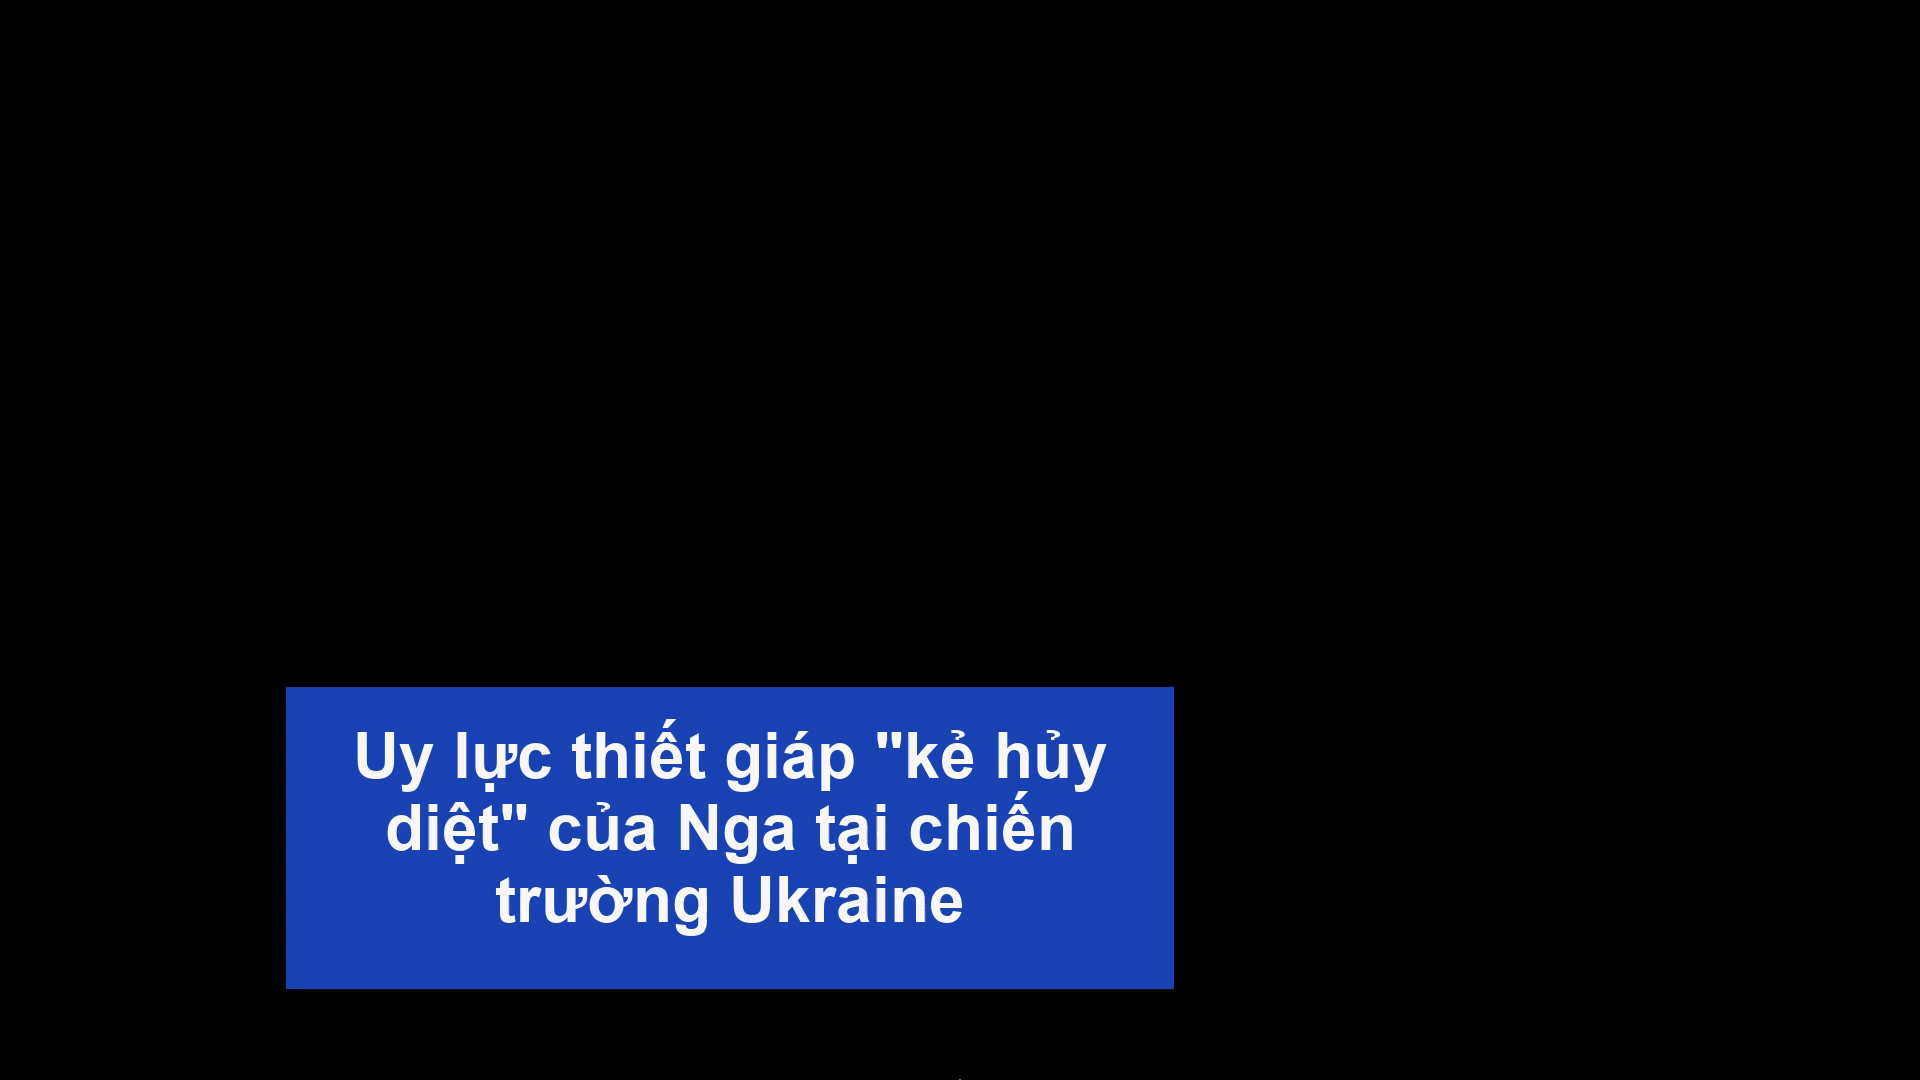 Uy lực thiết giáp "kẻ hủy
diệt" của Nga tại chiến
trường Ukraine